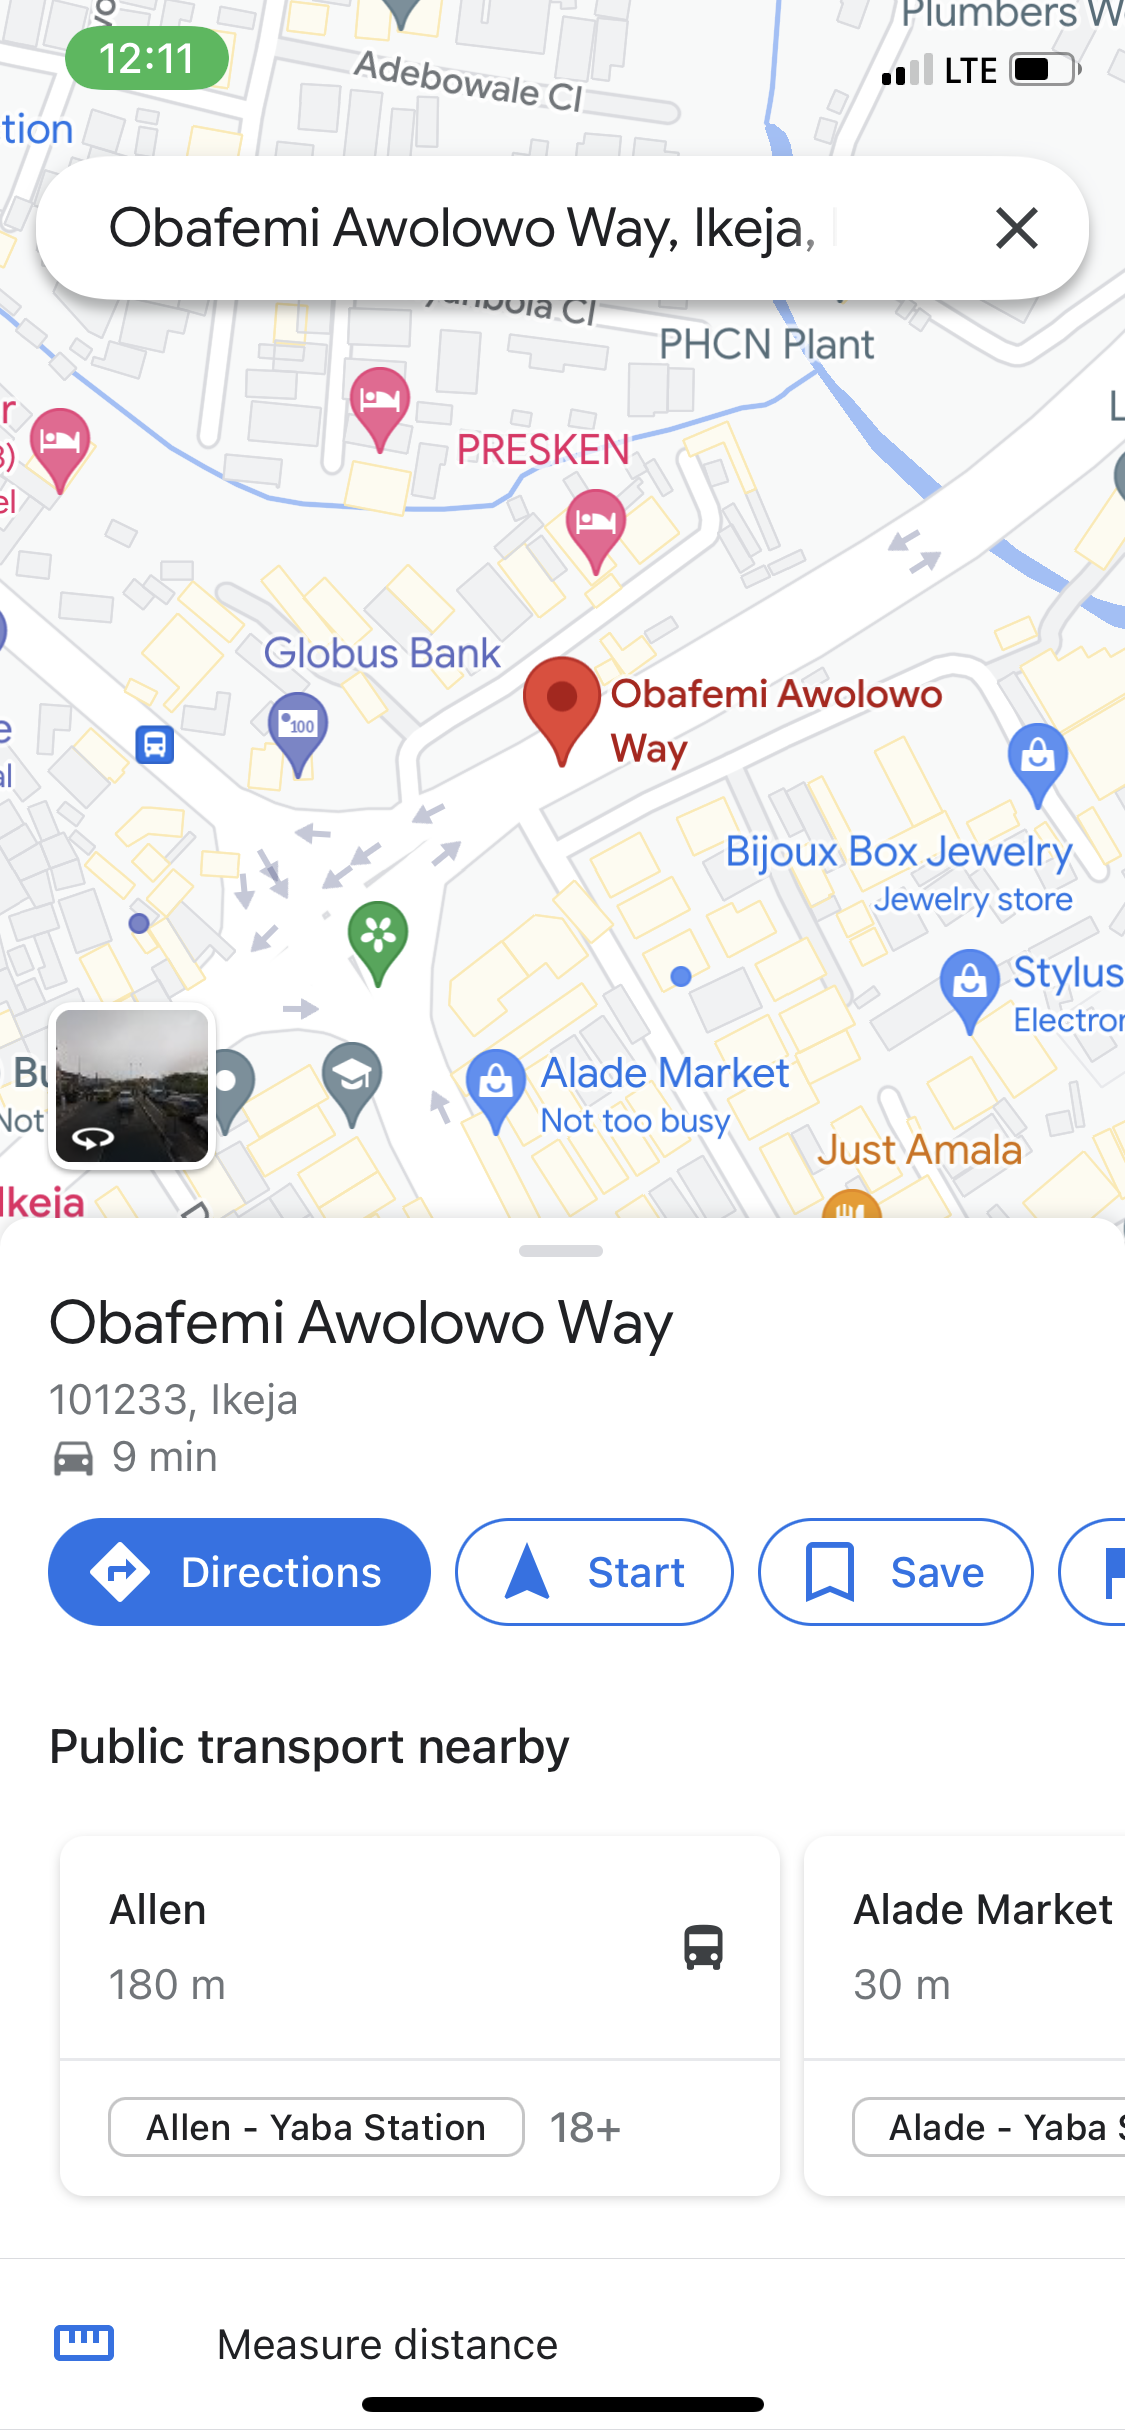 Plumbers W
12:11
LTE
Adebowale Cl
tion
Obafemi Awolowo Way, Ikeja,
PHCN Plant
L
r
el
PRESKEN
Globus Bank
100
Obafemi Awolowo
Way
e
al
Bijoux Box Jewelry
Jewelry store
Stylus
Electron
Bu
Not
Alade Market
Not too busy
Just Amala
Ikeja
Obafemi Awolowo Way
101233, Ikeja
9 min
Directions
Start
Save
Public transport nearby
Allen
180 m
Allen - Yaba Station
18+
Alade Market
30 m
Alade - Yaba S
Measure distance